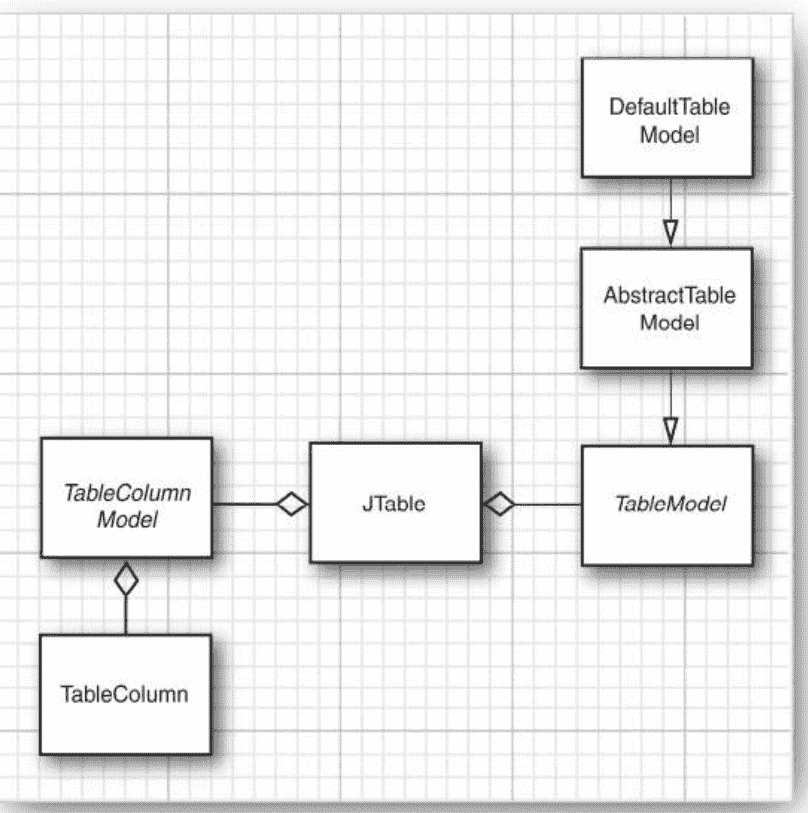 DefaultTable
Model
AbstractTable
Model
TableColumn
Model
JTable
TableModel
TableColumn